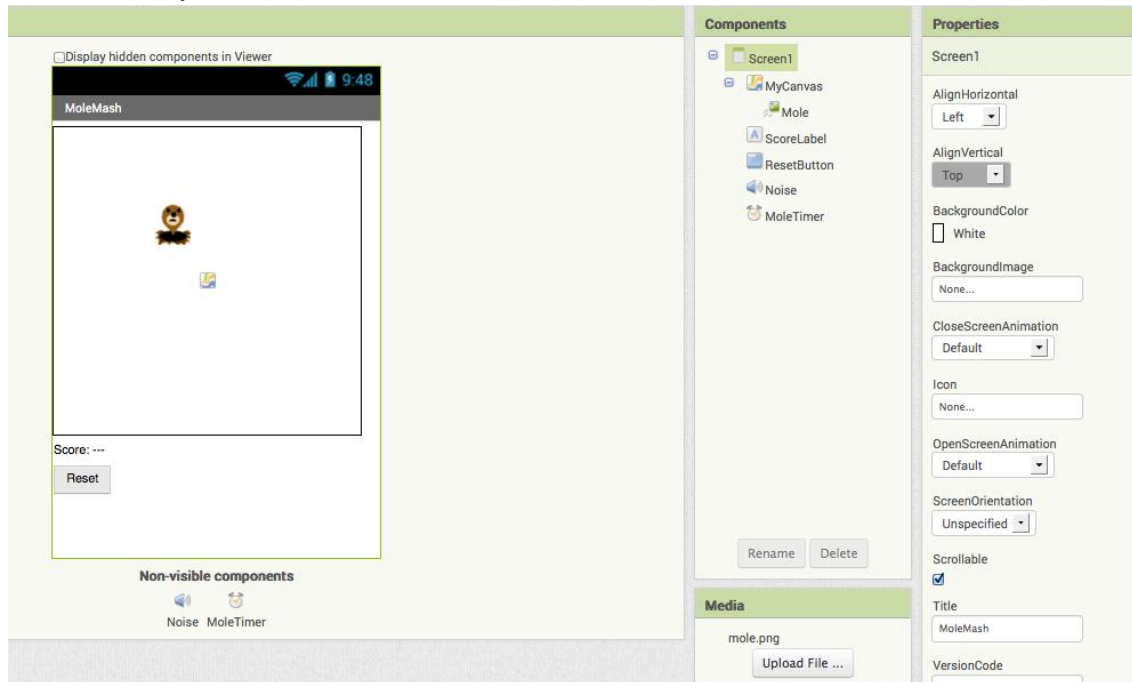 Display hidden components in Viewer
9:48
MoleMash
Score: ---
Reset
Non-visible components
Noise MoleTimer
Components
Screen1
MyCanvas
Mole
ScoreLabel
ResetButton
Noise
MoleTimer
Rename Delete
Media
mole.png
Upload File ...
Properties
Screen1
AlignHorizontal
Left
AlignVertical
Top
BackgroundColor
White
BackgroundImage
None...
CloseScreenAnimation
Default
Icon
None...
OpenScreenAnimation
Default
ScreenOrientation
Unspecified
Scrollable
Title
MoleMash
VersionCode